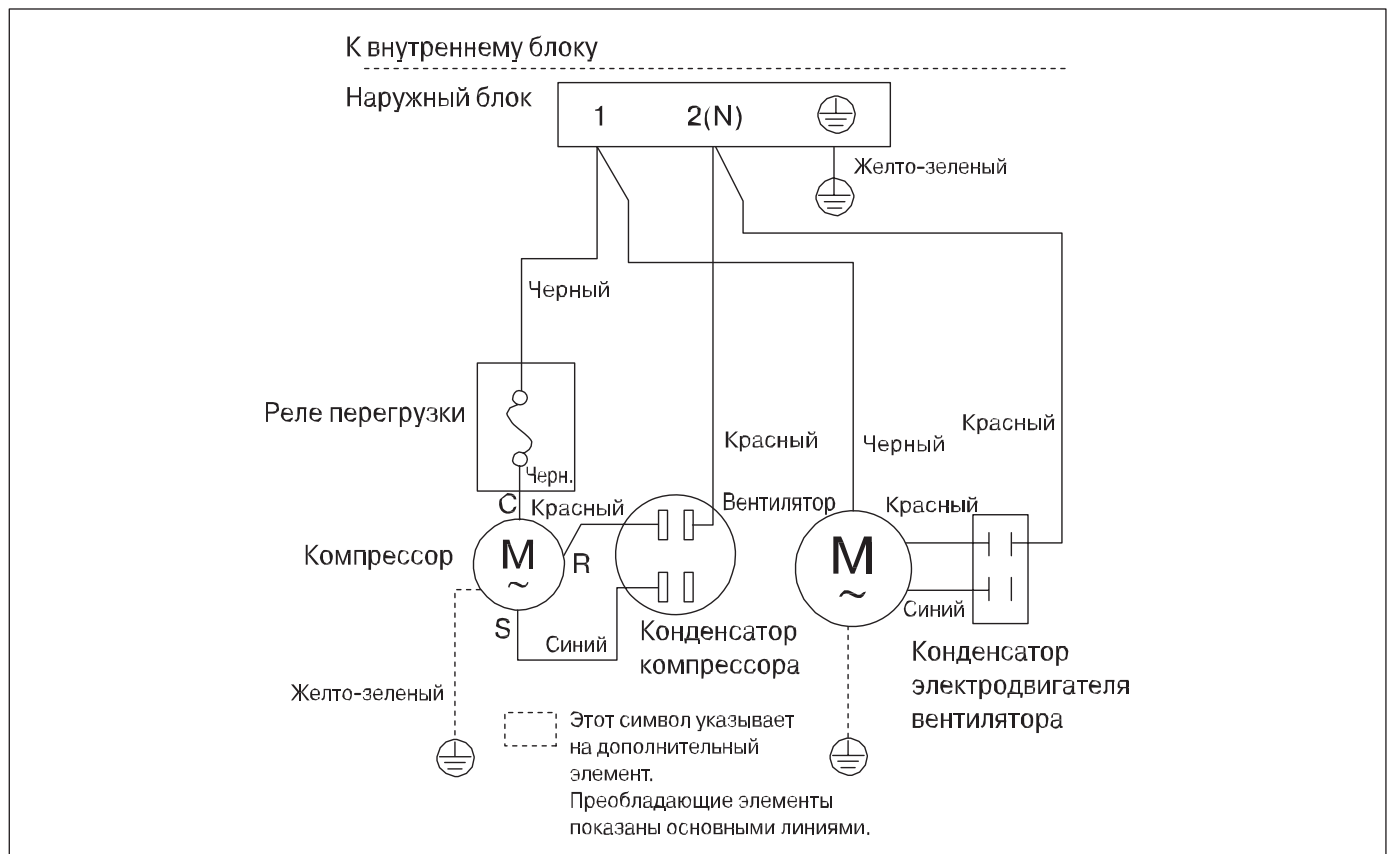 К внутреннему блоку
Наружный блок
1
2(N)
Желто-зеленый
Черный
Реле перегрузки
Красный
Черный
Красный
Черн.
C
Красный
Вентилятор
Красный
Компрессор
M
~
R
M
~
S
Синий
Синий
Конденсатор
компрессора
Конденсатор
электродвигателя
вентилятора
Желто-зеленый
Этот символ указывает
на дополнительный
элемент.
Преобладающие элементы
показаны основными линиями.